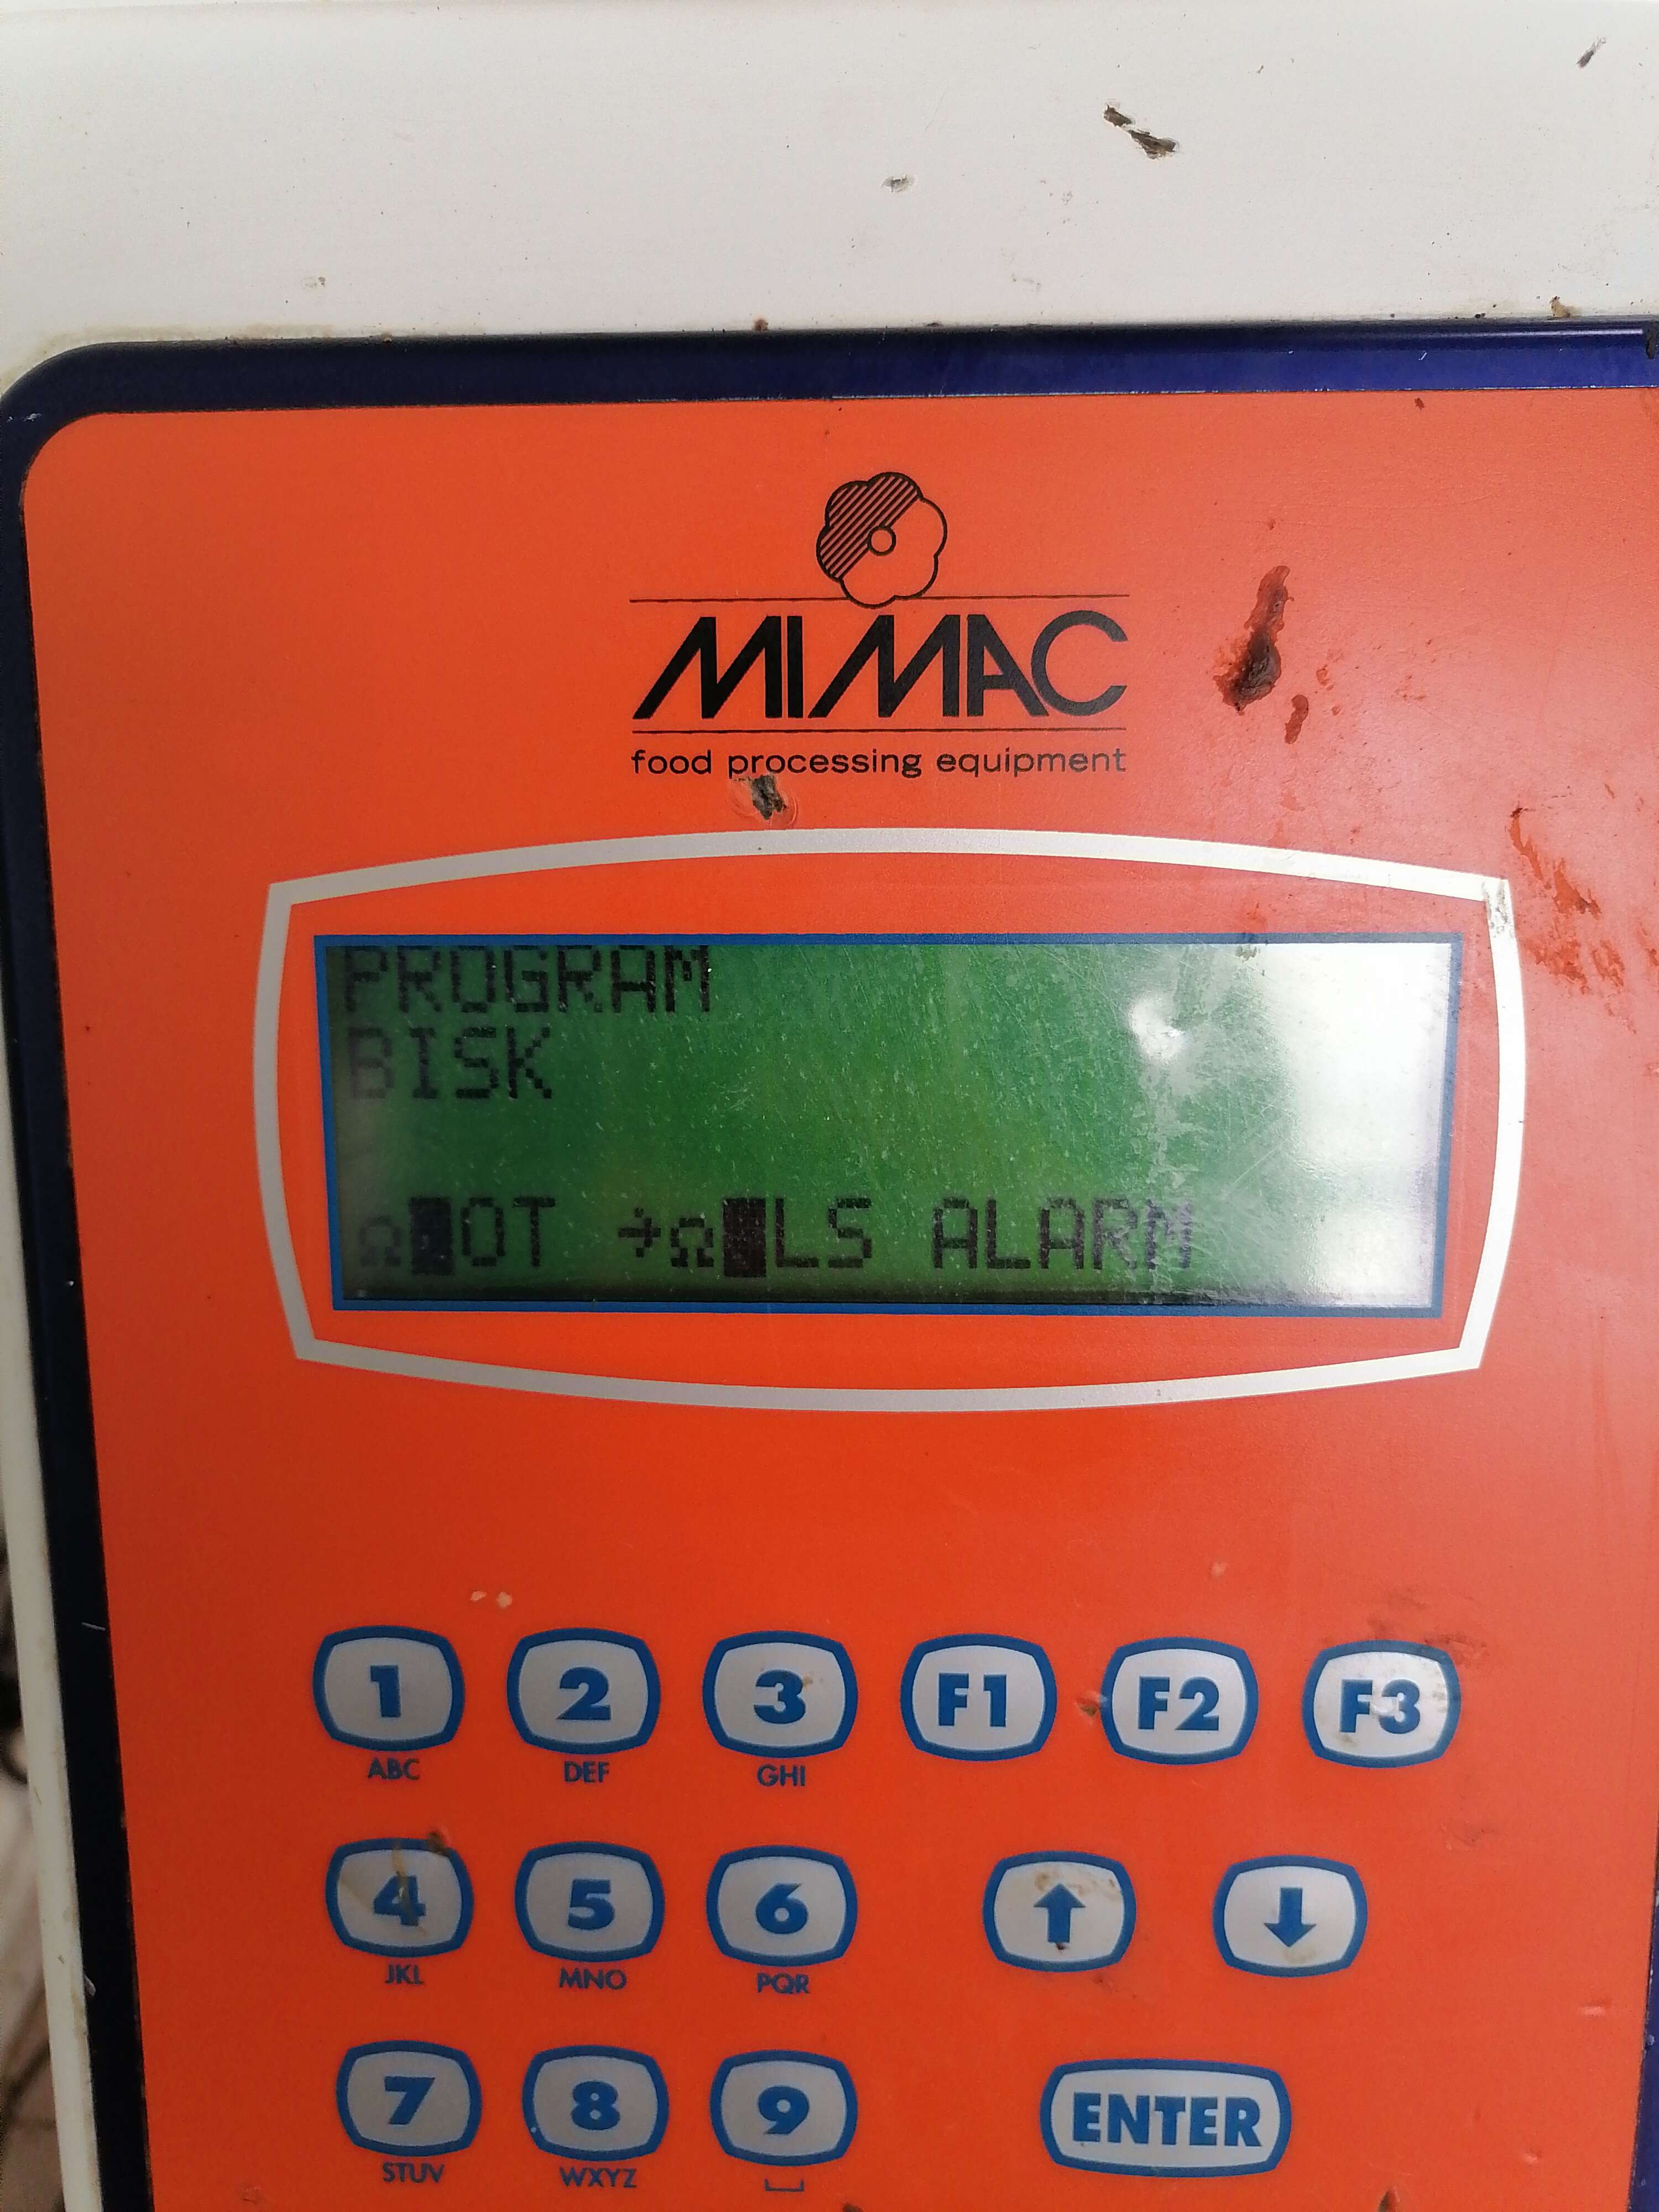 MIMAC
food processing equipment
PROGRAM
BISK
Ω█OT →Ω█LS ALARM
1 2 3 F1 F2 F3
ABC DEF GHI
4 5 6 ↑ ↓
JKL MNO PQR
7 8 9 ENTER
STUV WXYZ ⎵